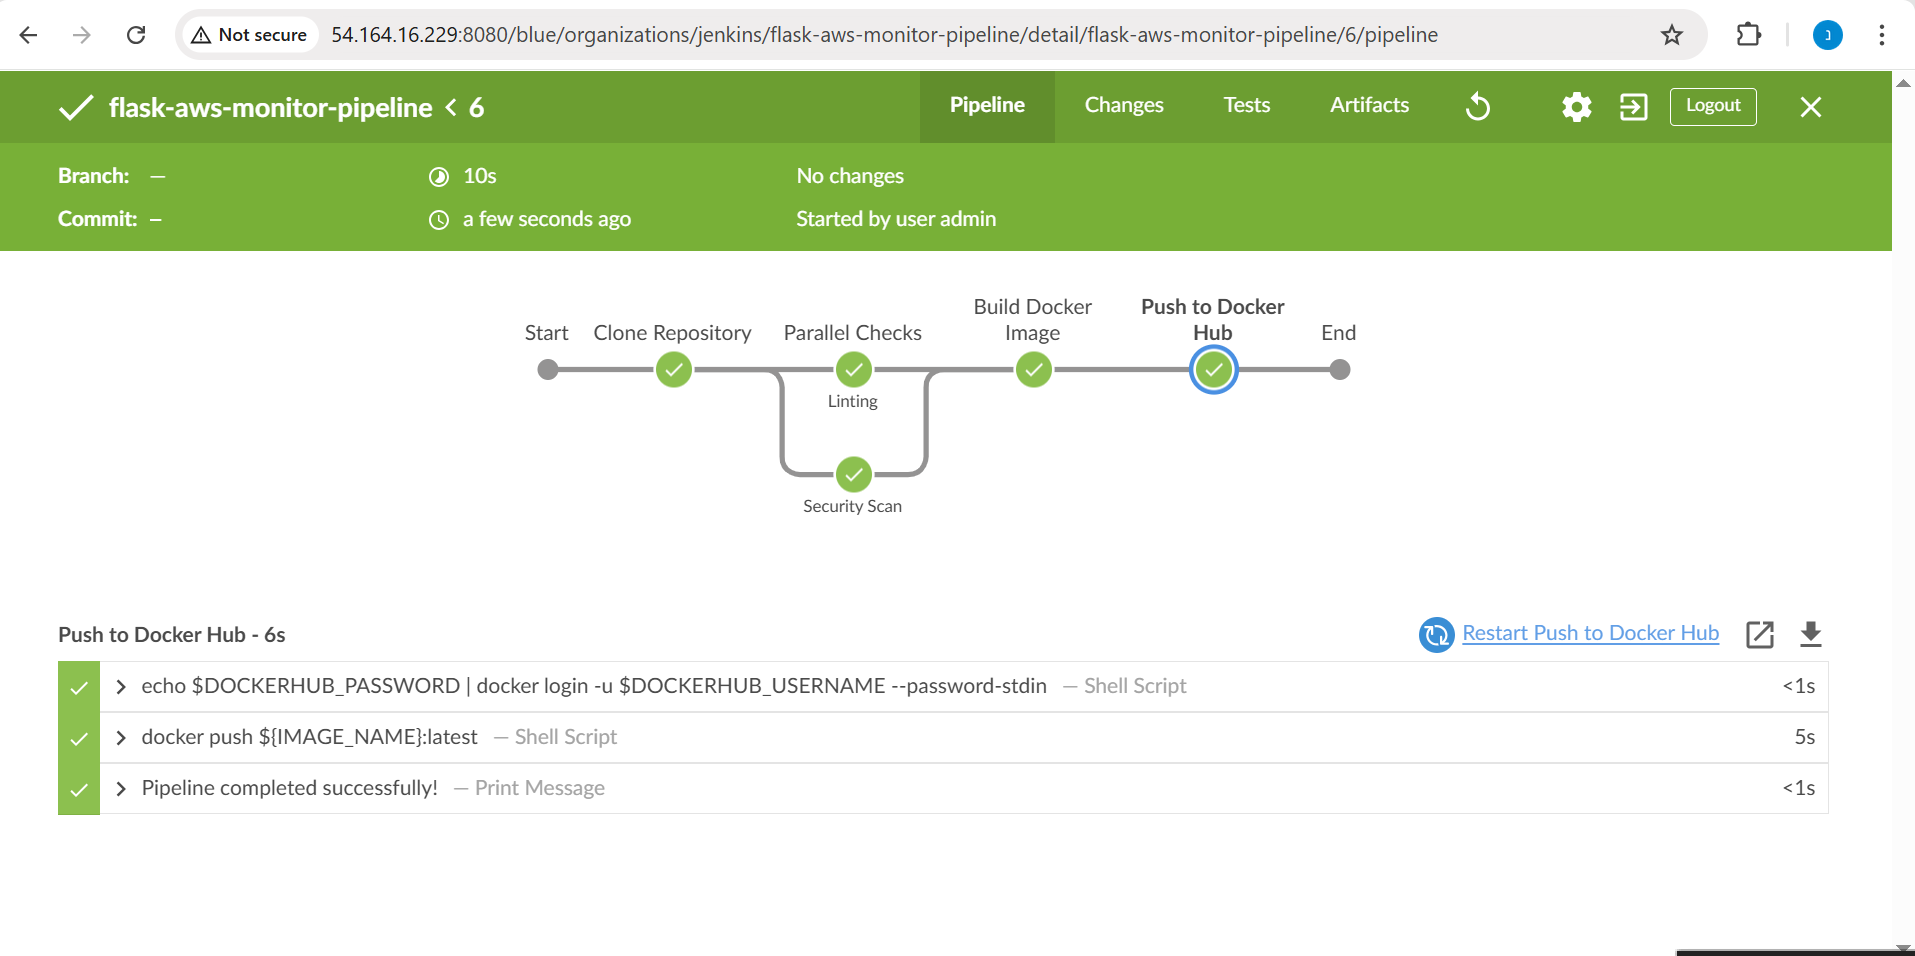 Not secure 54.164.16.229:8080/blue/organizations/jenkins/flask-aws-monitor-pipeline/detail/flask-aws-monitor-pipeline/6/pipeline
flask-aws-monitor-pipeline < 6 Pipeline Changes Tests Artifacts Logout
Branch: — 10s No changes
Commit: – a few seconds ago Started by user admin
Build Docker Push to Docker
Start Clone Repository Parallel Checks Image Hub End
Linting
Security Scan
Push to Docker Hub - 6s Restart Push to Docker Hub
echo $DOCKERHUB_PASSWORD | docker login -u $DOCKERHUB_USERNAME --password-stdin — Shell Script <1s
docker push ${IMAGE_NAME}:latest — Shell Script 5s
Pipeline completed successfully! — Print Message <1s